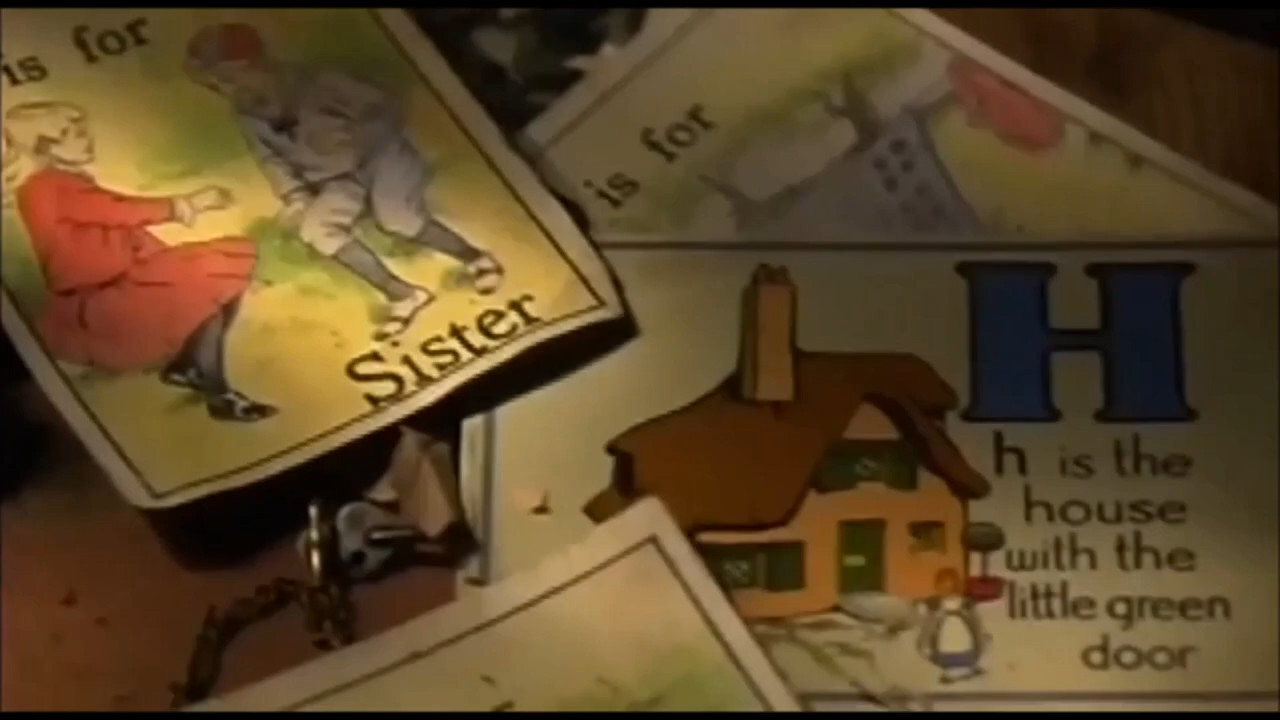 is for
Sister
is for
H
h is the
house
with the
little green
door